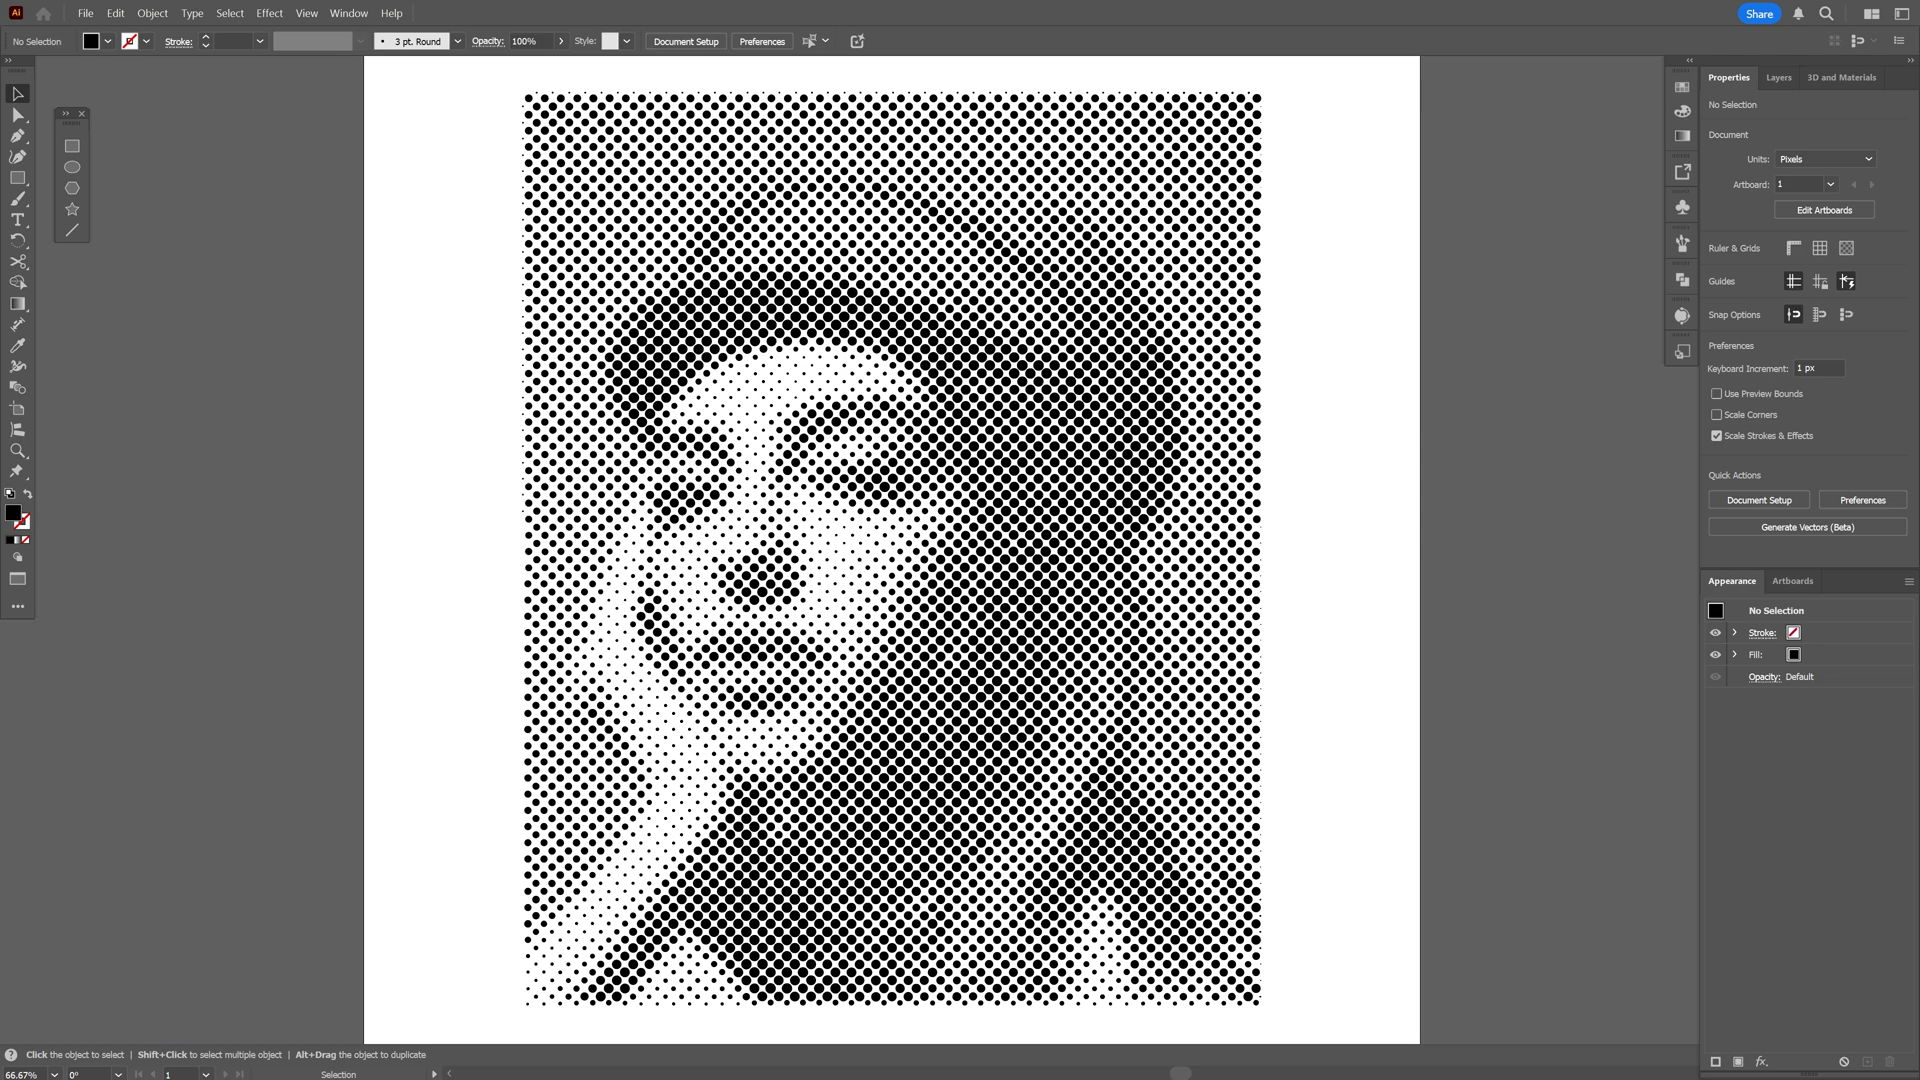 Ai File Edit Object Type Select Effect View Window Help Share
No Selection Stroke: 3 pt. Round Opacity: 100% Style: Document Setup Preferences
Properties Layers 3D and Materials
No Selection
Document
Units: Pixels
Artboard: 1
Edit Artboards
Ruler & Grids
Guides
Snap Options
Preferences
Keyboard Increment: 1 px
Use Preview Bounds
Scale Corners
Scale Strokes & Effects
Quick Actions
Document Setup Preferences
Generate Vectors (Beta)
Appearance Artboards
No Selection
Stroke:
Fill:
Opacity: Default
fx.
? Click the object to select | Shift+Click to select multiple object | Alt+Drag the object to duplicate
66.67% 0° 1 Selection